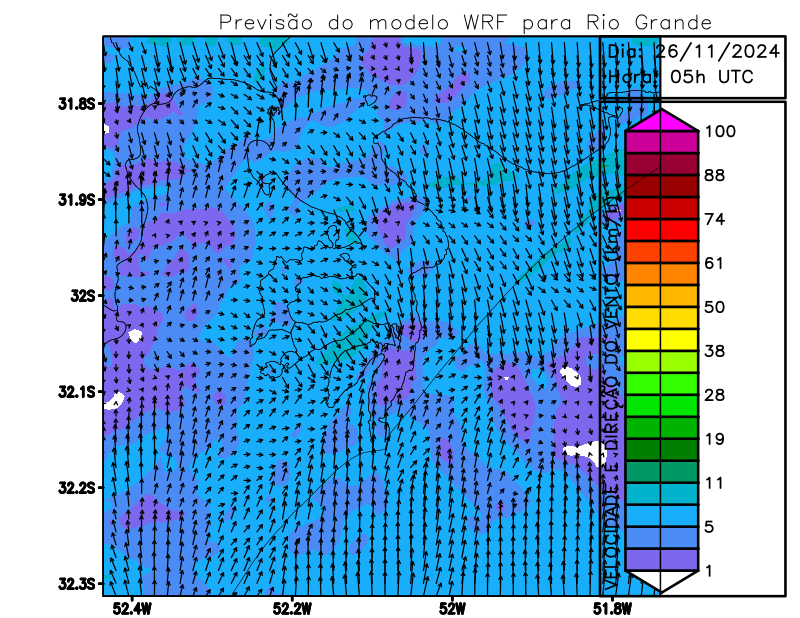 Previsão do modelo WRF para Rio Grande
Dia: 26/11/2024
Hora: 05h UTC
31.8S
31.9S
32S
32.1S
32.2S
32.3S
52.4W
52.2W
52W
51.8W
VELOCIDADE E DIREÇÃO DO VENTO (km/h)
100
88
74
61
50
38
28
19
11
5
1